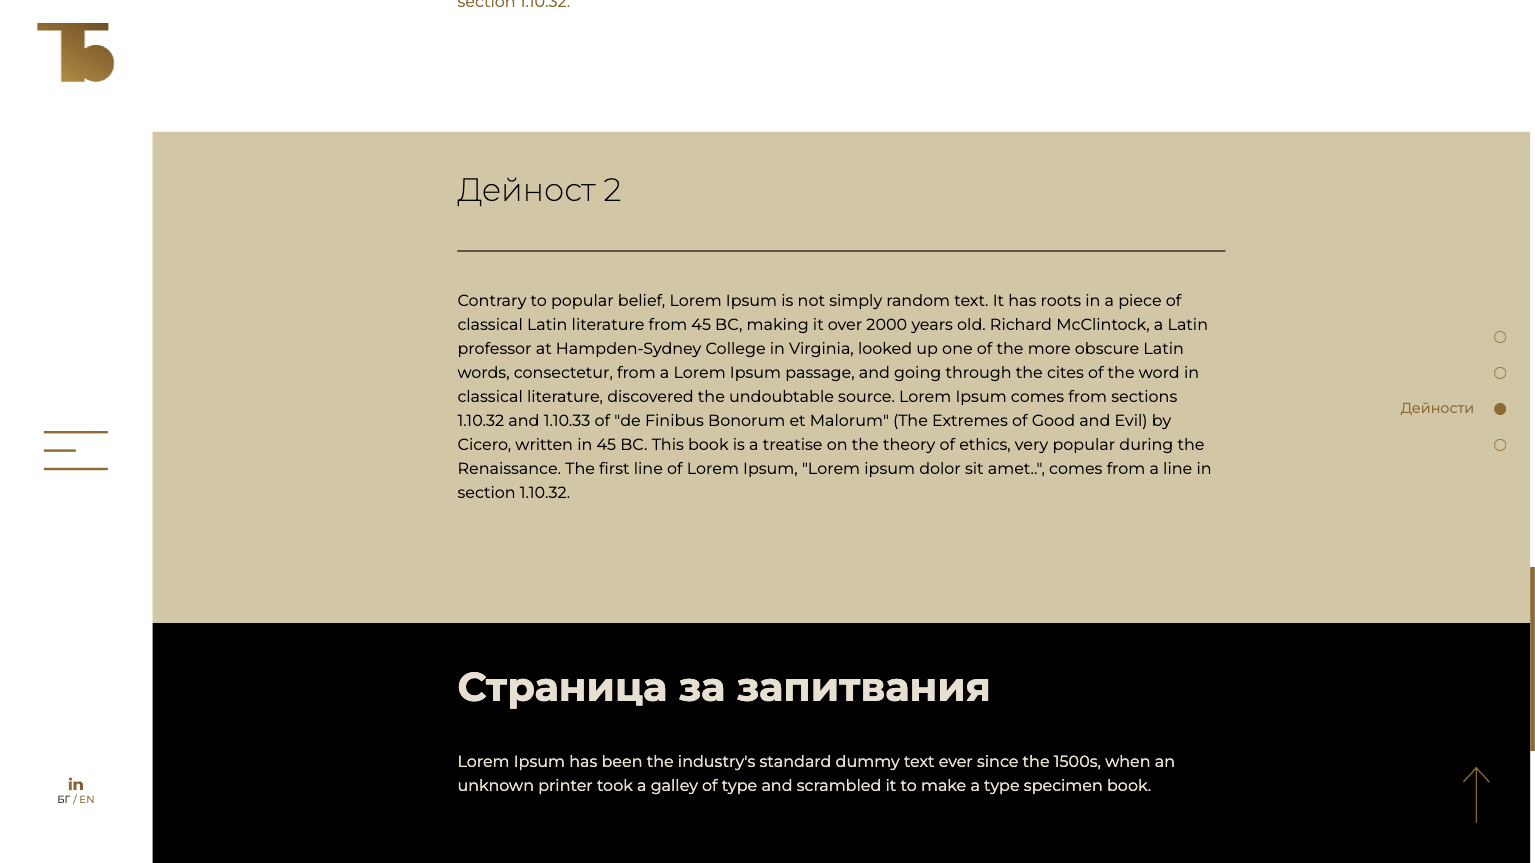 section 1.10.32.
ТБ
Дейност 2
Contrary to popular belief, Lorem Ipsum is not simply random text. It has roots in a piece of
classical Latin literature from 45 BC, making it over 2000 years old. Richard McClintock, a Latin
professor at Hampden-Sydney College in Virginia, looked up one of the more obscure Latin
words, consectetur, from a Lorem Ipsum passage, and going through the cites of the word in
classical literature, discovered the undoubtable source. Lorem Ipsum comes from sections
1.10.32 and 1.10.33 of "de Finibus Bonorum et Malorum" (The Extremes of Good and Evil) by
Cicero, written in 45 BC. This book is a treatise on the theory of ethics, very popular during the
Renaissance. The first line of Lorem Ipsum, "Lorem ipsum dolor sit amet..", comes from a line in
section 1.10.32.
Дейности
Страница за запитвания
Lorem Ipsum has been the industry's standard dummy text ever since the 1500s, when an
unknown printer took a galley of type and scrambled it to make a type specimen book.
in
БГ / EN